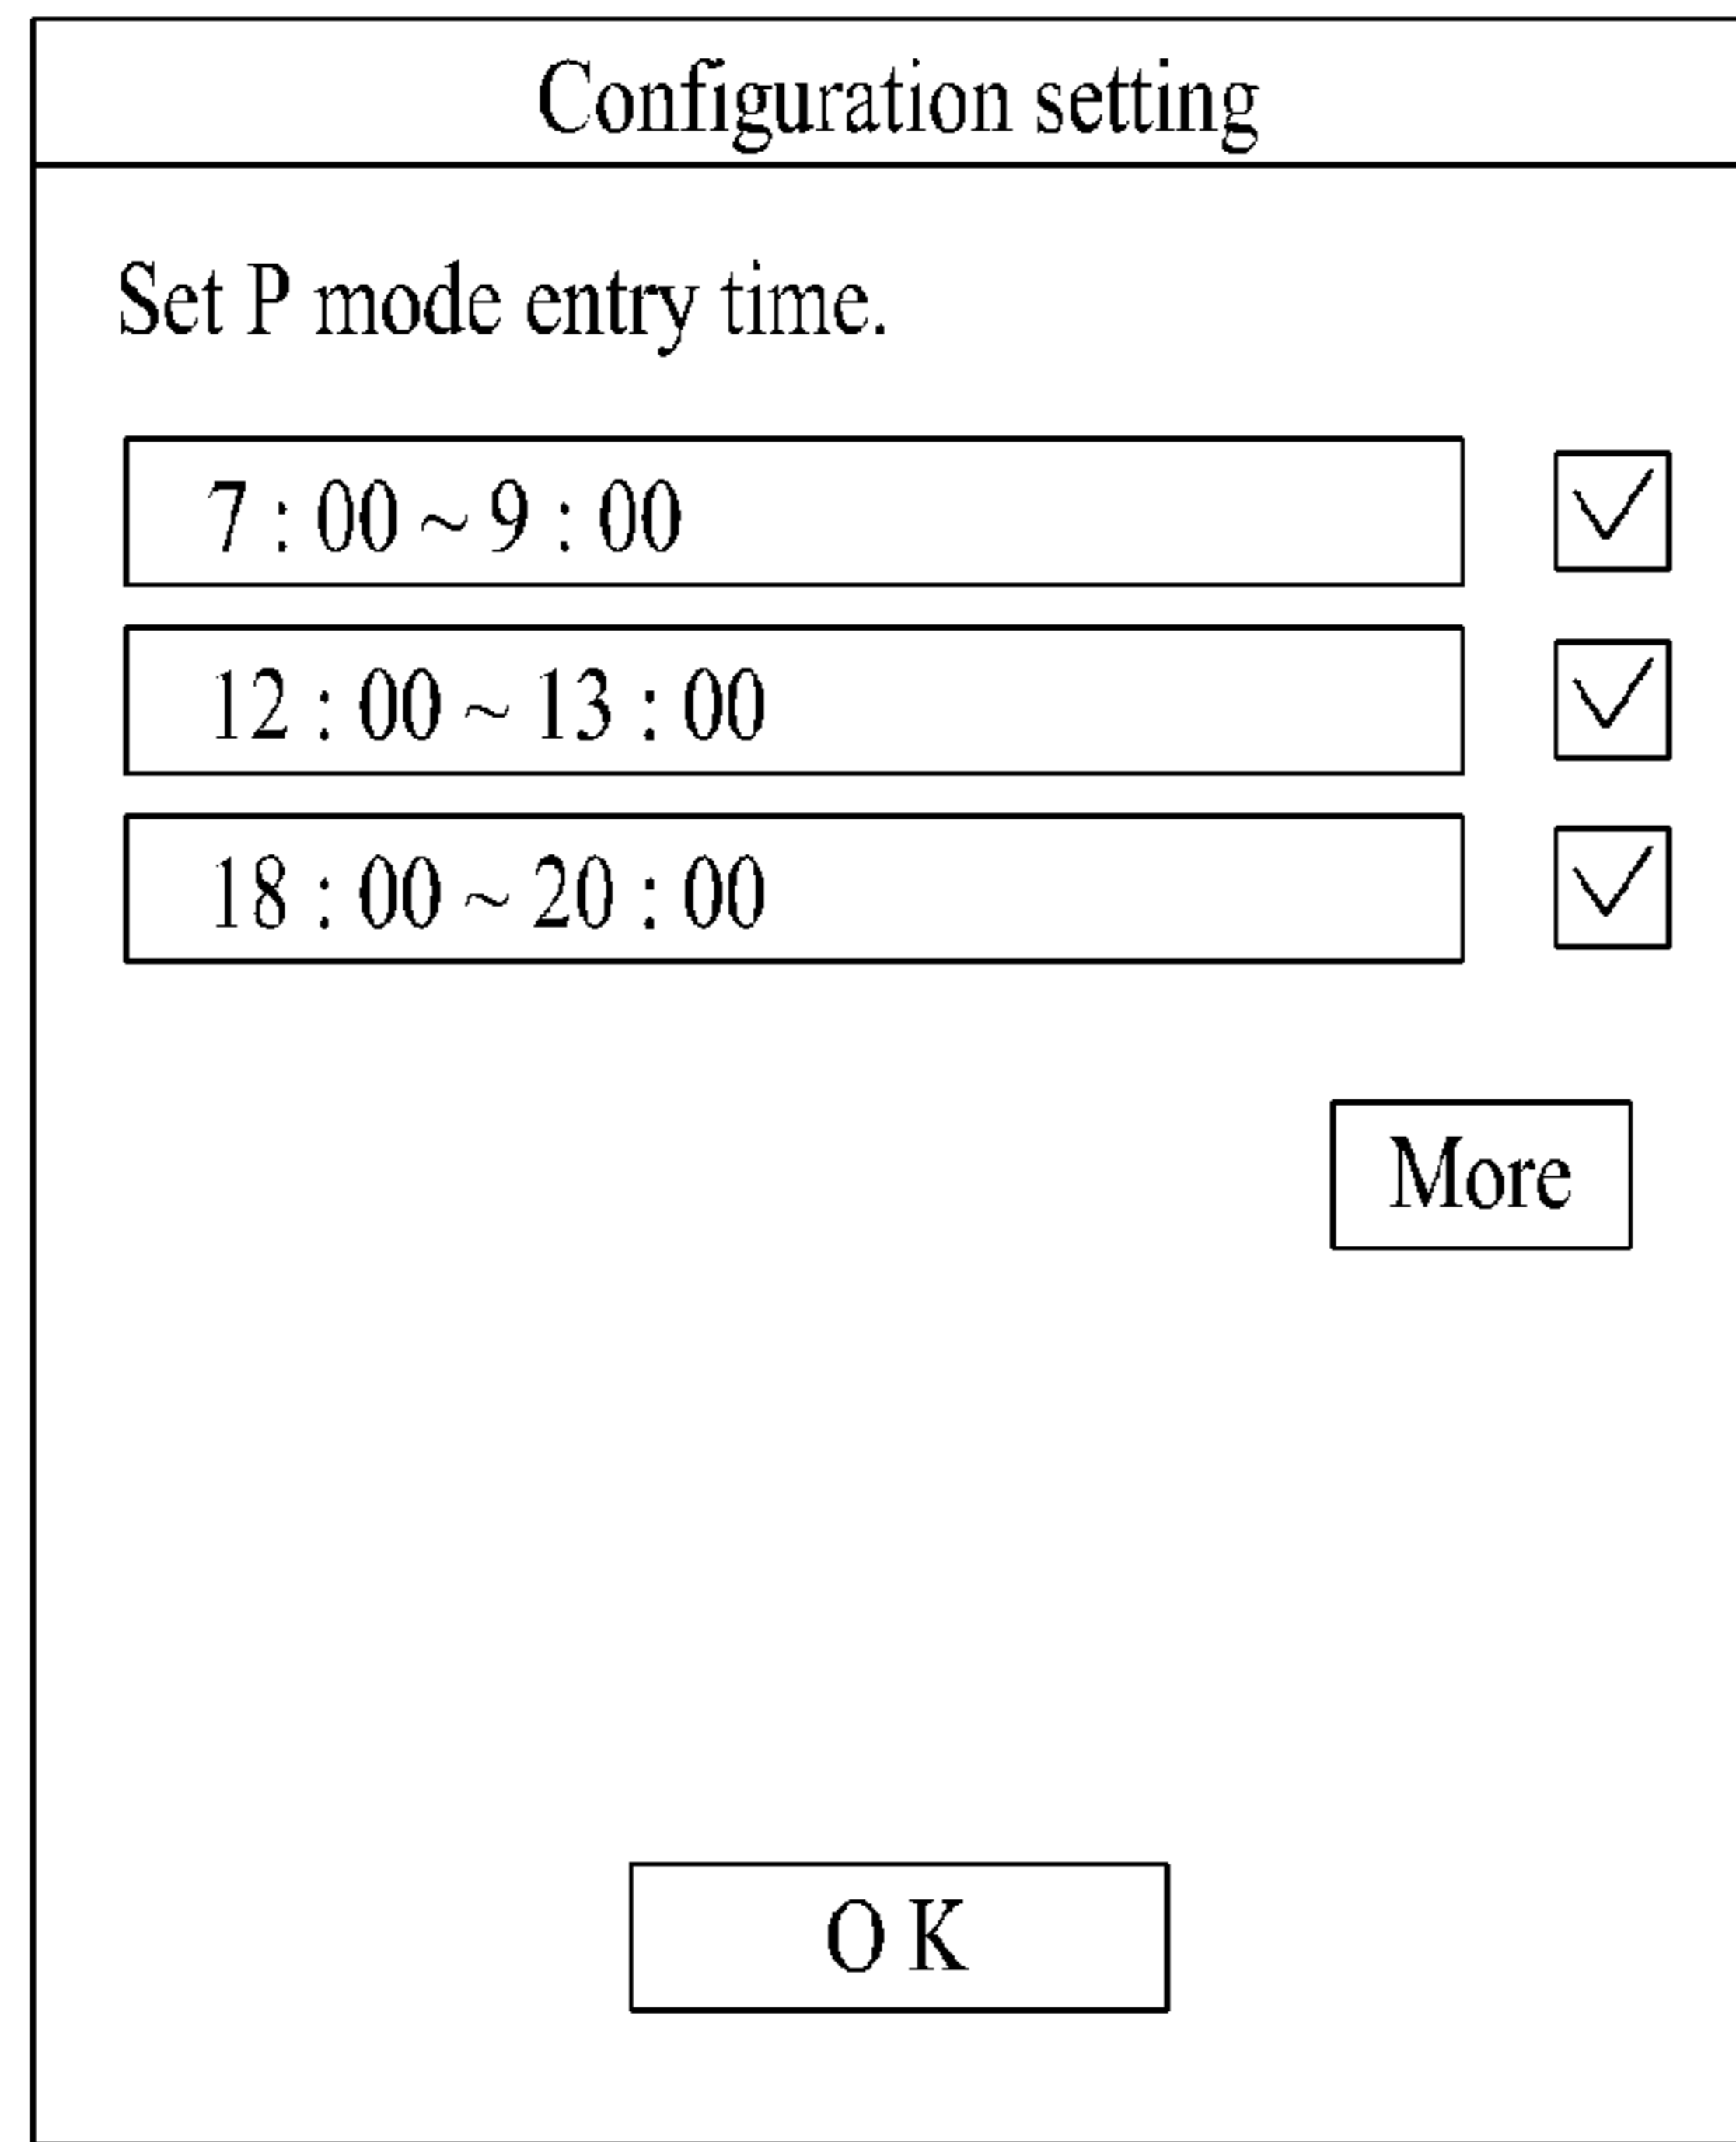 Configuration setting
Set P mode entry time.
7 : 00 ~ 9 : 00
12 : 00 ~ 13 : 00
18 : 00 ~ 20 : 00
More
O K